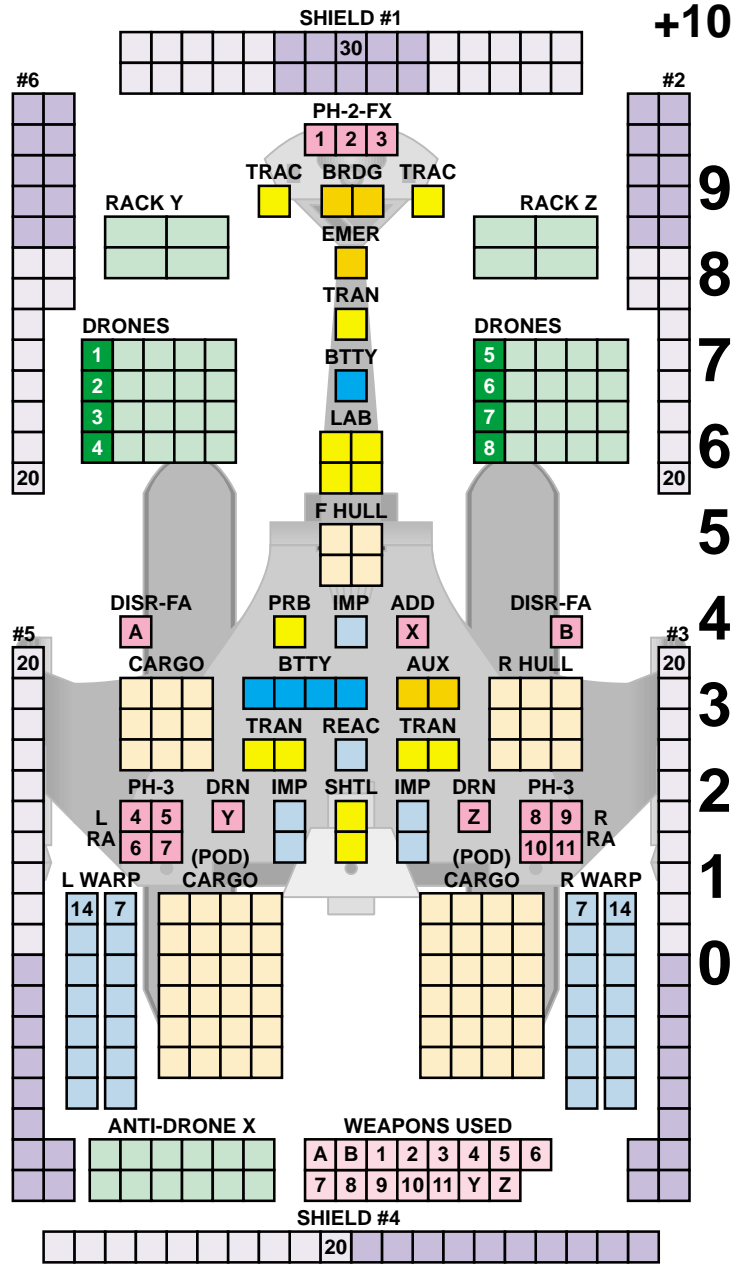 SHIELD #1
+10
30
#6
#2
PH-2-FX
1 2 3
TRAC BRDG TRAC
9
RACK Y
RACK Z
EMER
8
TRAN
DRONES
DRONES
7
1
5
BTTY
2
6
3
7
LAB
4
8
6
20
20
F HULL
5
DISR-FA PRB IMP ADD DISR-FA
4
A
X
B
#5
#3
20
CARGO BTTY AUX R HULL
20
3
TRAN REAC TRAN
PH-3 DRN IMP SHTL IMP DRN PH-3
2
L
4 5
Y
Z
8 9
R
RA
6 7
10 11
RA
(POD)
(POD)
L WARP CARGO
CARGO R WARP
1
14 7
7 14
0
ANTI-DRONE X
WEAPONS USED
A B 1 2 3 4 5 6
7 8 9 10 11 Y Z
SHIELD #4
20